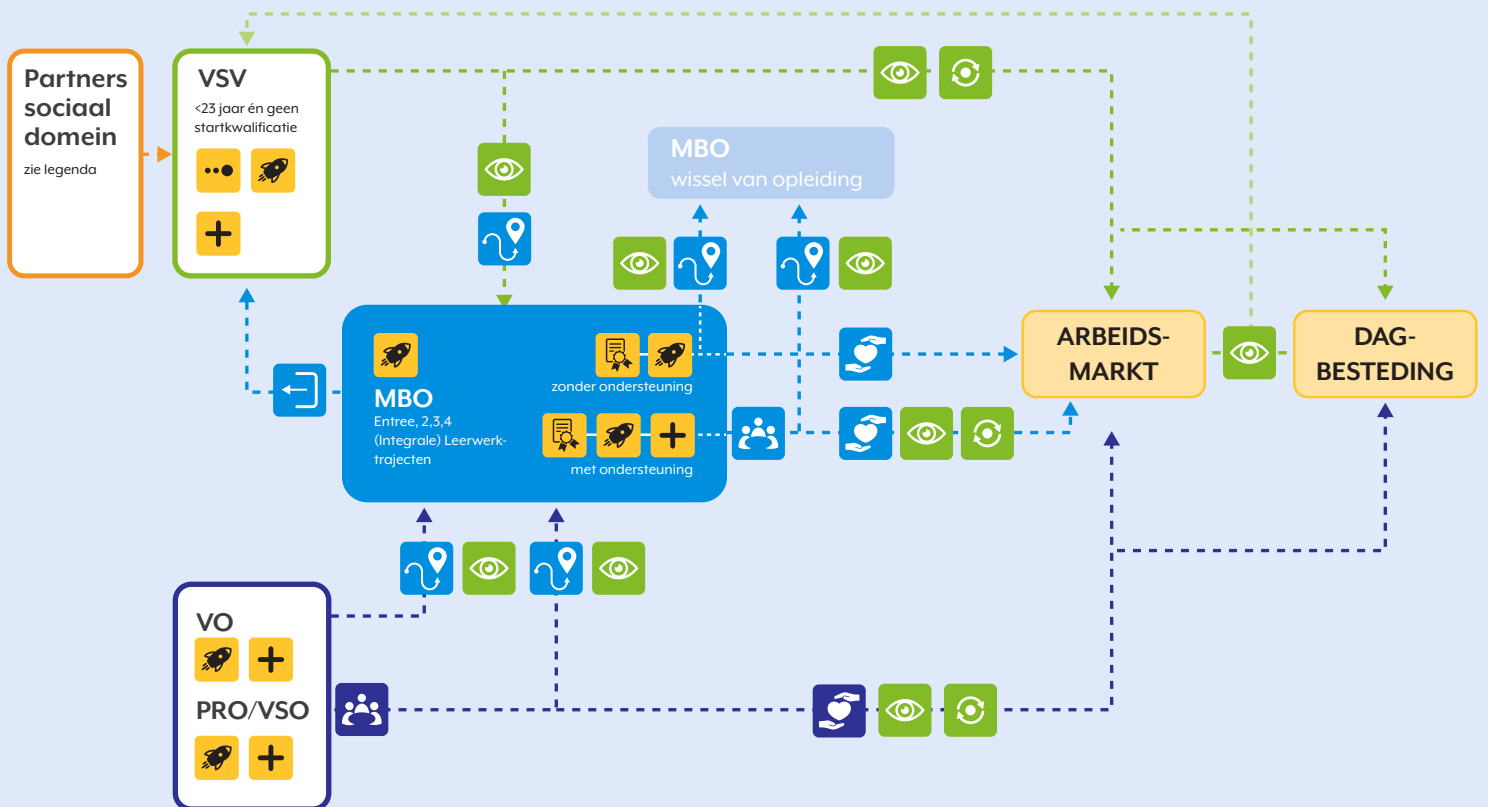 Partners
sociaal
domein
zie legenda
VSV
<23 jaar én geen
startkwalificatie
MBO
wissel van opleiding
MBO
Entree, 2,3,4
(Integrale) Leerwerk-
trajecten
zonder ondersteuning
met ondersteuning
ARBEIDS-
MARKT
DAG-
BESTEDING
VO
PRO/VSO